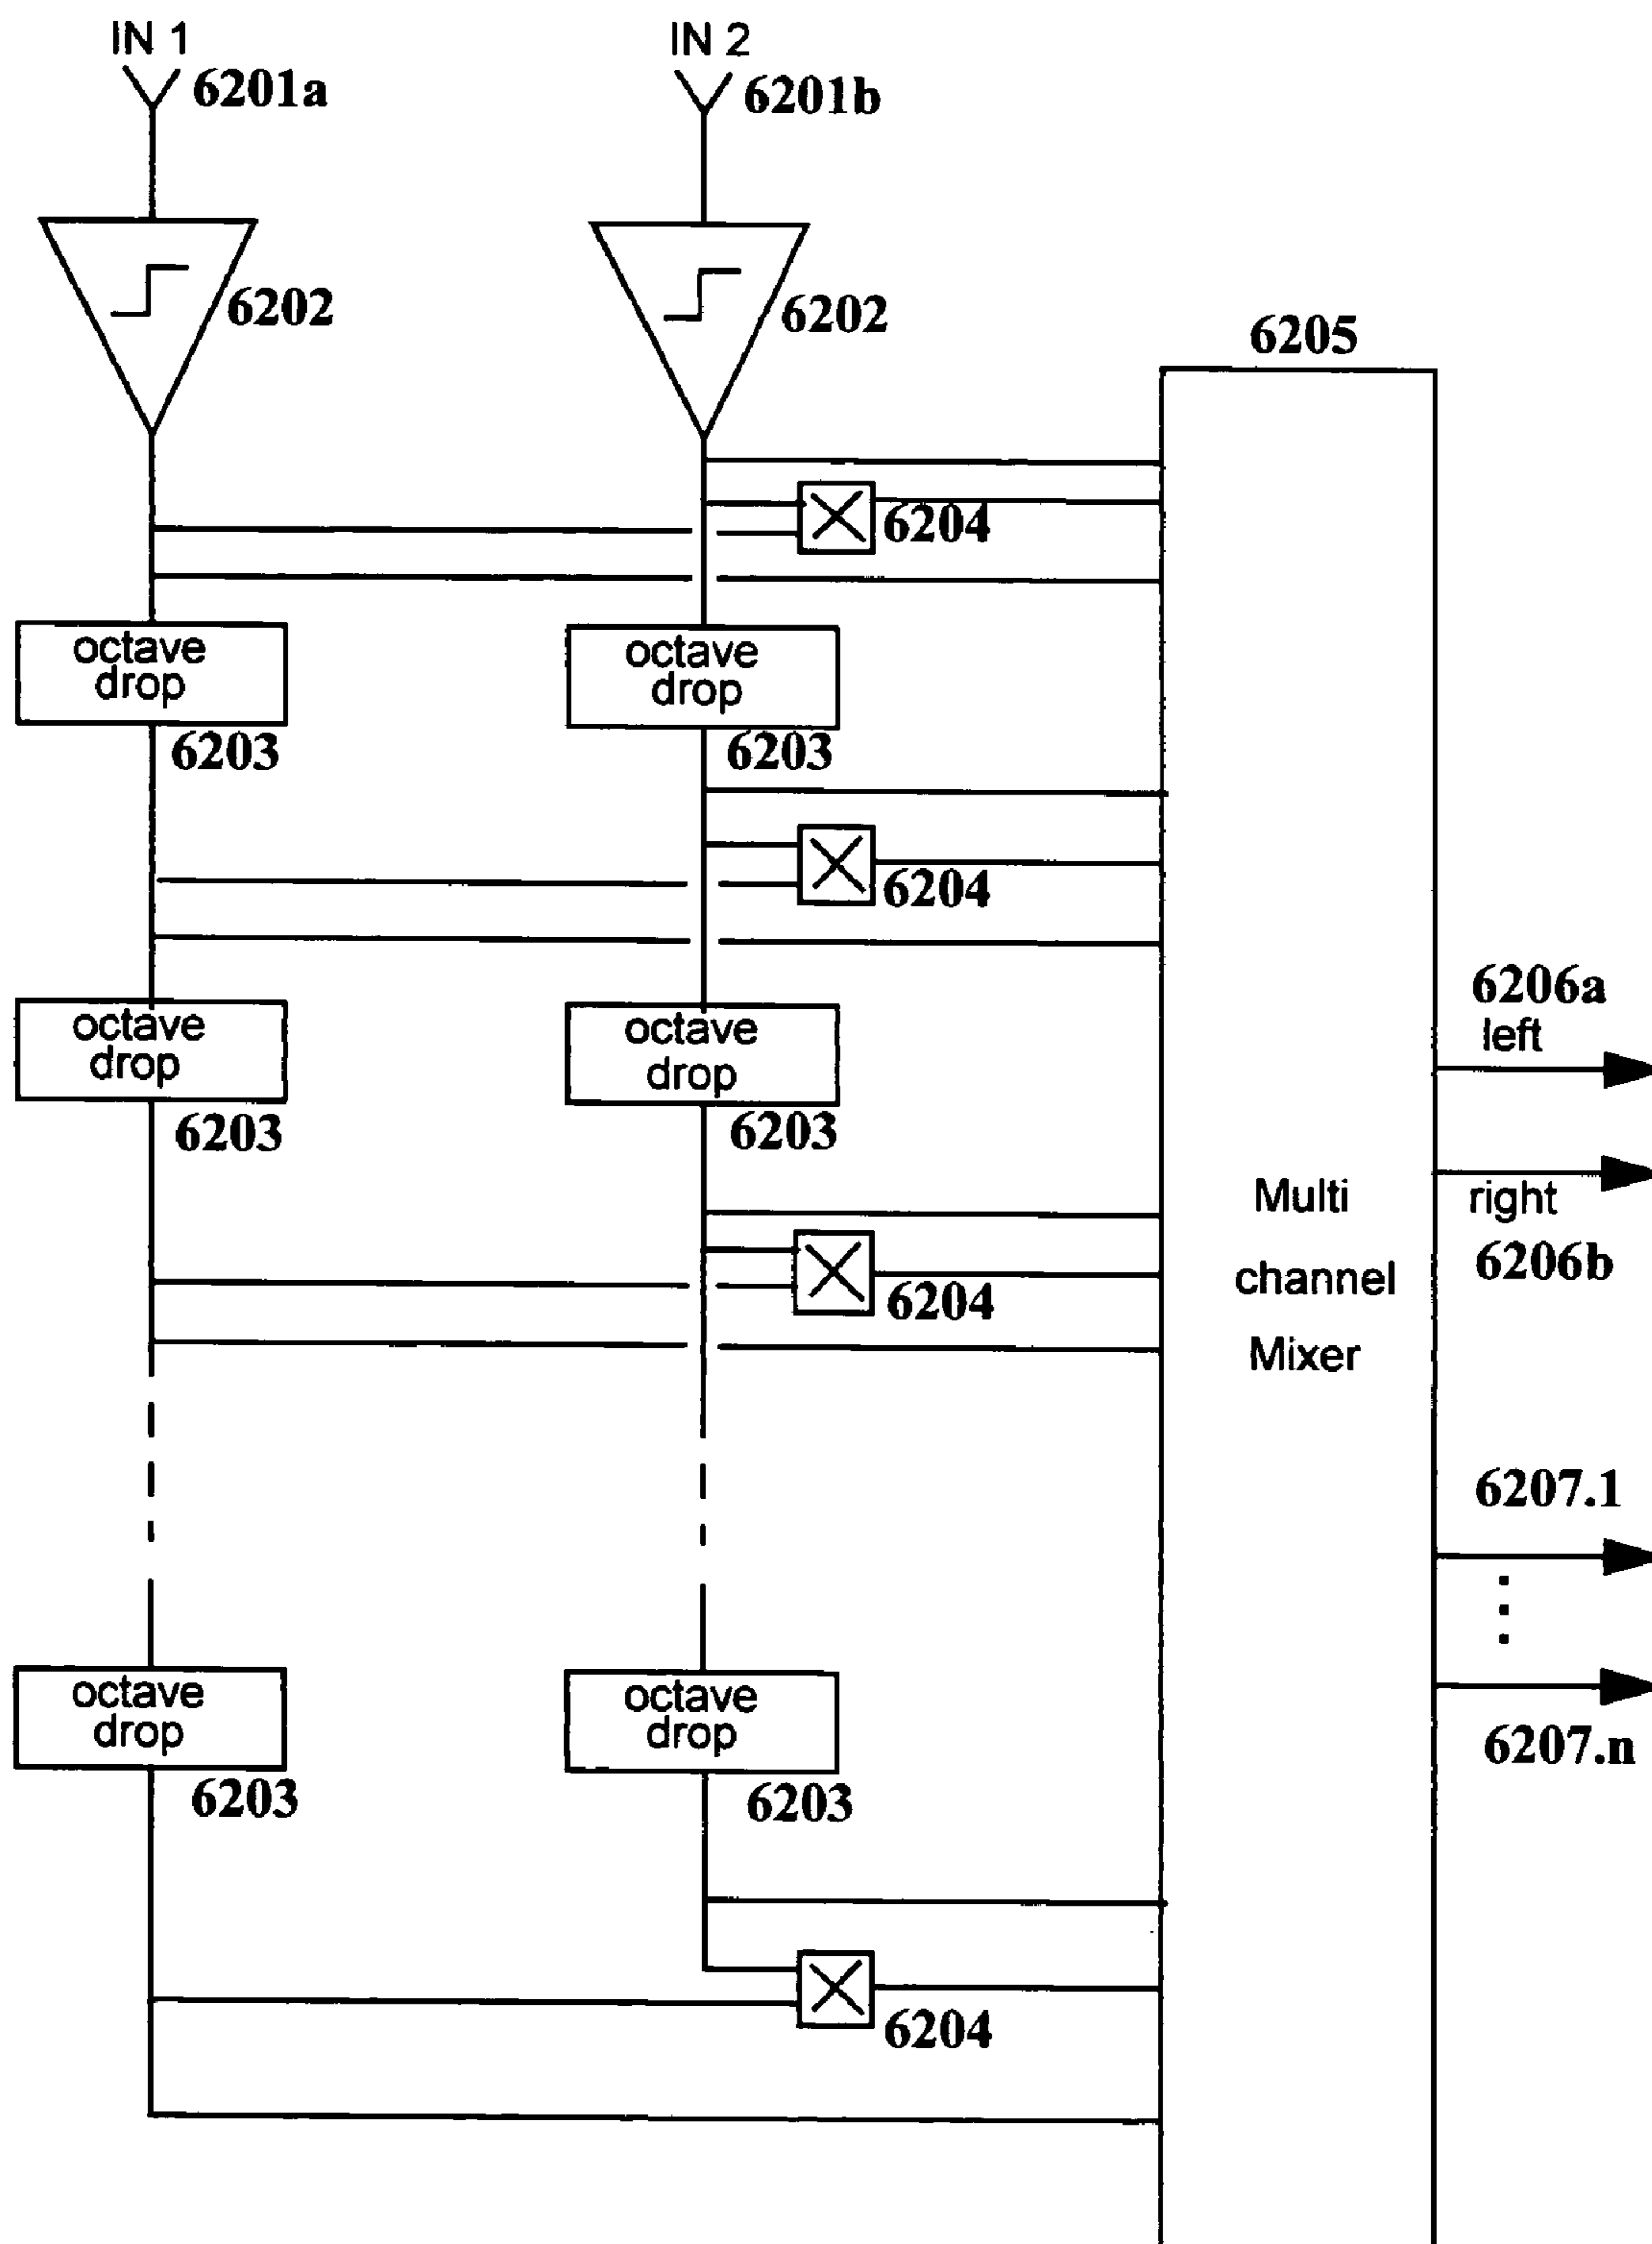 IN 1
6201a
IN 2
6201b
6202
6202
6205
6204
octave
drop
6203
octave
drop
6203
6204
octave
drop
6203
octave
drop
6203
6206a
left
right
6206b
Multi
channel
Mixer
6204
6207.1
6207.n
octave
drop
6203
octave
drop
6203
6204